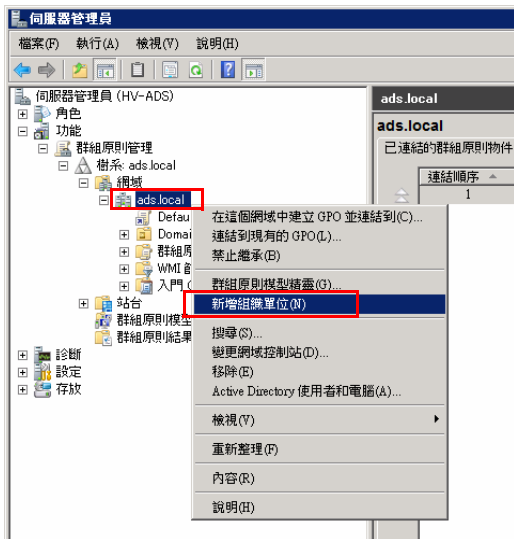 伺服器管理員
檔案(F) 執行(A) 檢視(V) 說明(H)
伺服器管理員 (HV-ADS)
角色
功能
群組原則管理
樹系: ads.local
網域
ads.local
Defau
Domai
群組原
WMI 篩
入門 (
站台
群組原則模型
群組原則結果
診斷
設定
存放
ads.local
ads.local
已連結的群組原則物件
連結順序
1
在這個網域中建立 GPO 並連結到(C)...
連結到現有的 GPO(L)...
禁止繼承(B)
群組原則模型精靈(G)...
新增組織單位(N)
搜尋(S)...
變更網域控制站(D)...
移除(E)
Active Directory 使用者和電腦(A)...
檢視(V)
重新整理(F)
內容(R)
說明(H)